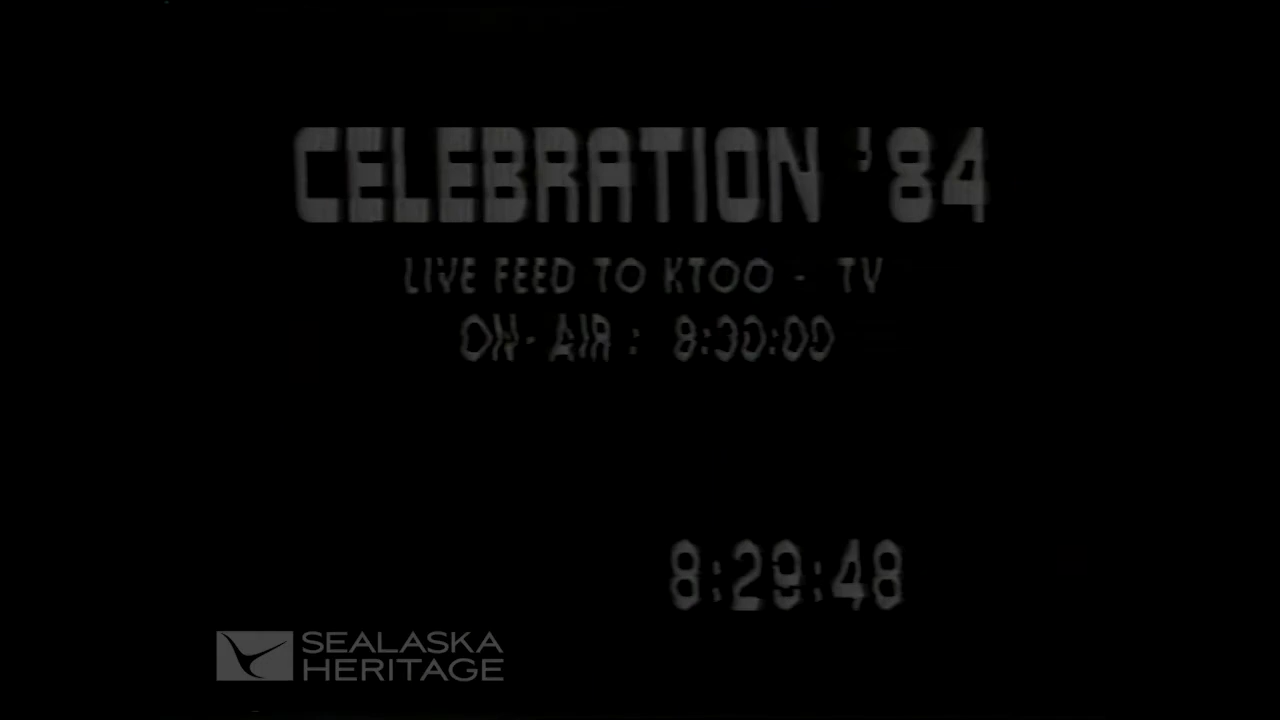 CELEBRATION '84
LIVE FEED TO KTOO - TV
ON-AIR: 8:30:00
8:29:48
SEALASKA
HERITAGE